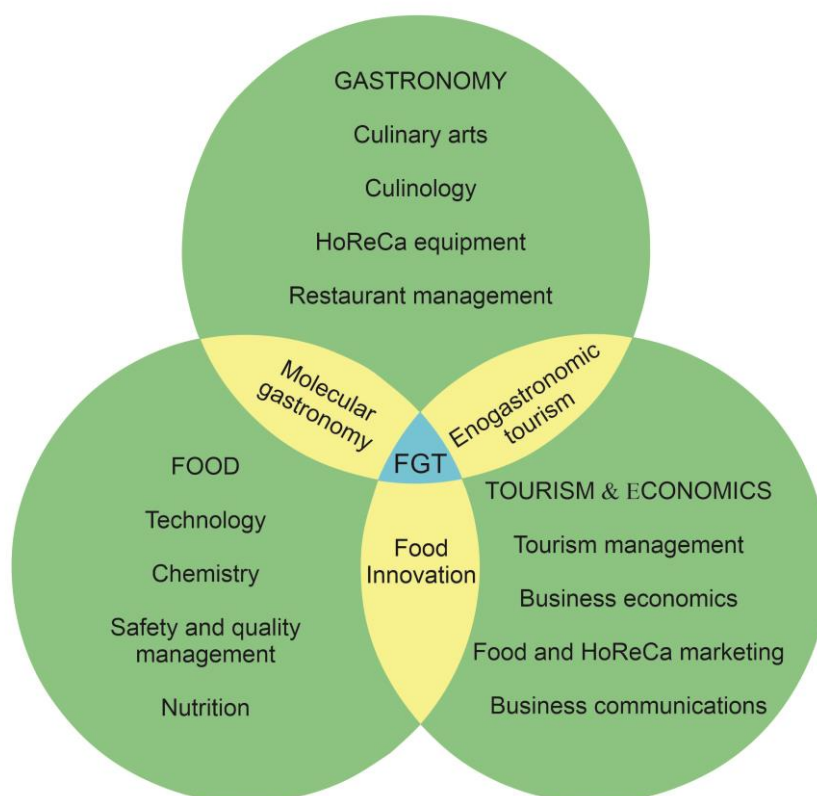 GASTRONOMY
Culinary arts
Culinology
HoReCa equipment
Restaurant management
Molecular
gastronomy
Enogastronomic
tourism
FGT
FOOD
Technology
Chemistry
Safety and quality
management
Nutrition
Food
Innovation
TOURISM & ECONOMICS
Tourism management
Business economics
Food and HoReCa marketing
Business communications